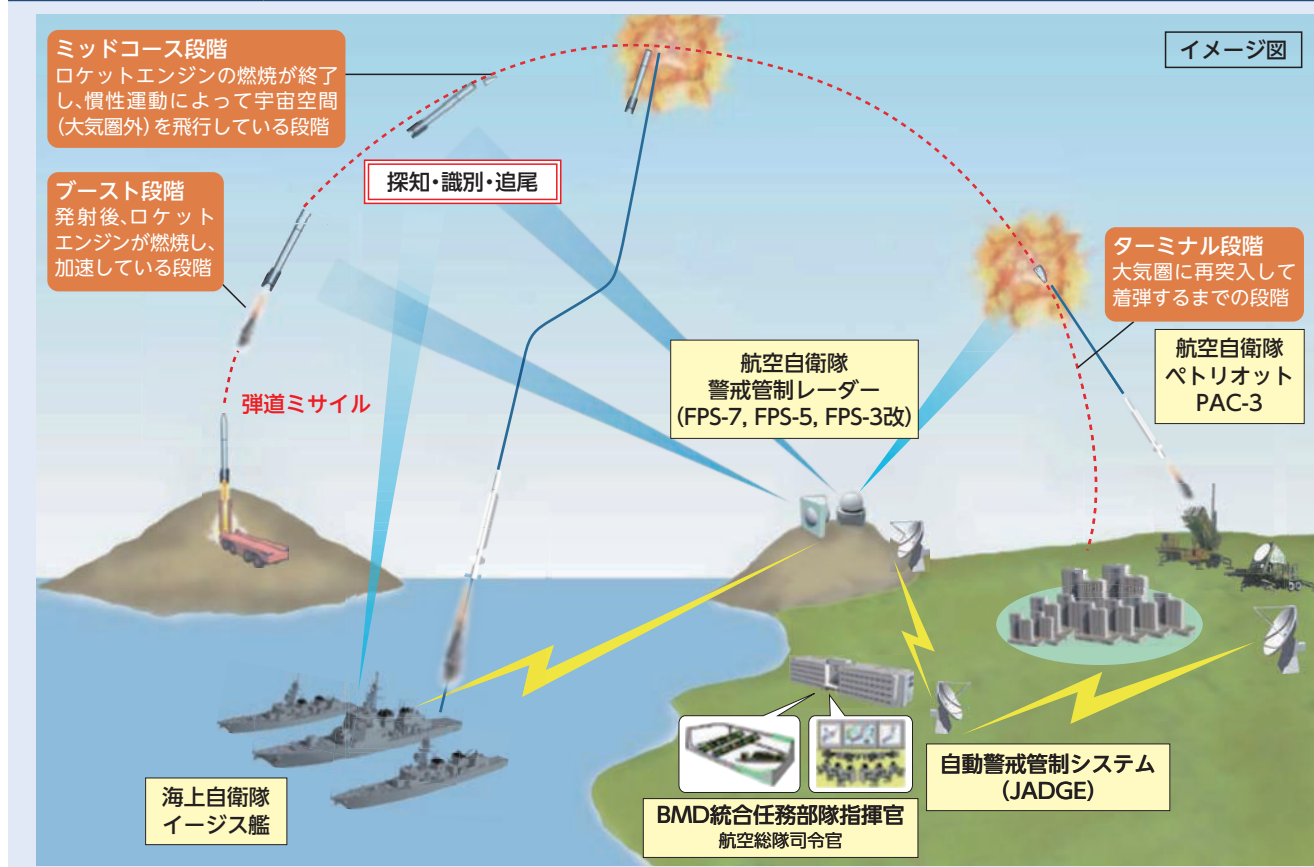 イメージ図
ミッドコース段階
ロケットエンジンの燃焼が終了
し、慣性運動によって宇宙空間
(大気圏外)を飛行している段階
探知・識別・追尾
ブースト段階
発射後、ロケット
エンジンが燃焼し、
加速している段階
ターミナル段階
大気圏に再突入して
着弾するまでの段階
航空自衛隊
ペトリオット
PAC-3
航空自衛隊
警戒管制レーダー
(FPS-7, FPS-5, FPS-3改)
弾道ミサイル
海上自衛隊
イージス艦
BMD統合任務部隊指揮官
航空総隊司令官
自動警戒管制システム
(JADGE)